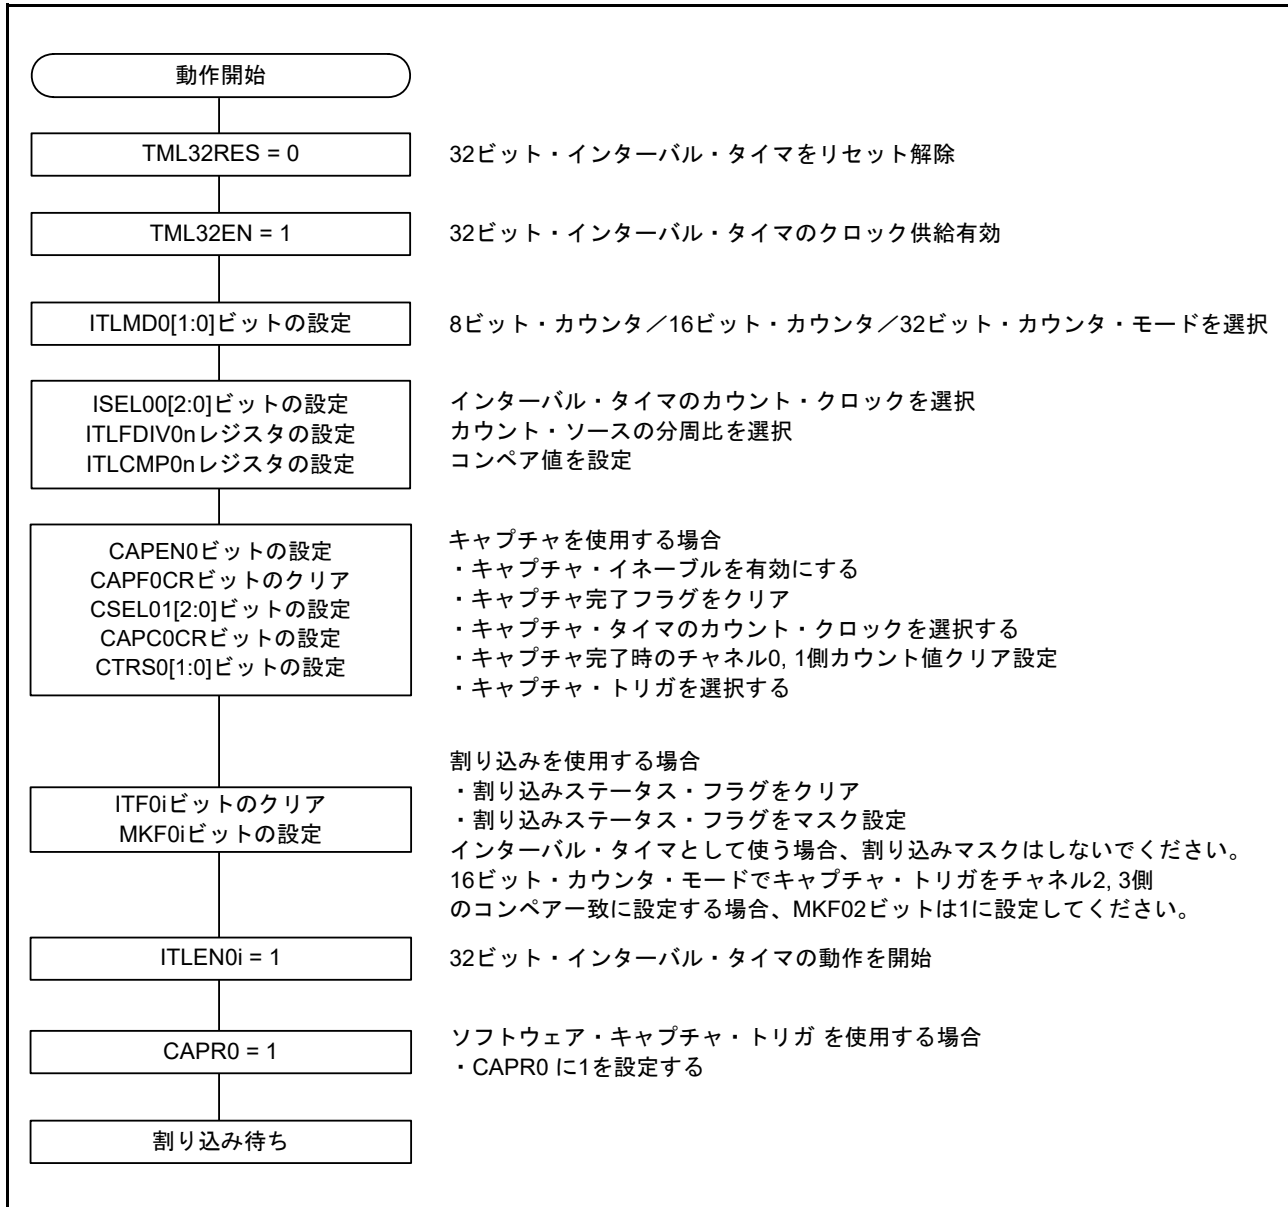 動作開始
TML32RES = 0
32ビット・インターバル・タイマをリセット解除
TML32EN = 1
32ビット・インターバル・タイマのクロック供給有効
ITLMD0[1:0]ビットの設定
8ビット・カウンタ／16ビット・カウンタ／32ビット・カウンタ・モードを選択
ISEL00[2:0]ビットの設定
ITLFDIV0nレジスタの設定
ITLCMP0nレジスタの設定
インターバル・タイマのカウント・クロックを選択
カウント・ソースの分周比を選択
コンペア値を設定
CAPEN0ビットの設定
CAPF0CRビットのクリア
CSEL01[2:0]ビットの設定
CAPC0CRビットの設定
CTRS0[1:0]ビットの設定
キャプチャを使用する場合
・キャプチャ・イネーブルを有効にする
・キャプチャ完了フラグをクリア
・キャプチャ・タイマのカウント・クロックを選択する
・キャプチャ完了時のチャネル0, 1側カウント値クリア設定
・キャプチャ・トリガを選択する
ITF0iビットのクリア
MKF0iビットの設定
割り込みを使用する場合
・割り込みステータス・フラグをクリア
・割り込みステータス・フラグをマスク設定
インターバル・タイマとして使う場合、割り込みマスクはしないでください。
16ビット・カウンタ・モードでキャプチャ・トリガをチャネル2, 3側
のコンペアー致に設定する場合、MKF02ビットは1に設定してください。
ITLEN0i = 1
32ビット・インターバル・タイマの動作を開始
CAPR0 = 1
ソフトウェア・キャプチャ・トリガ を使用する場合
・CAPR0 に1を設定する
割り込み待ち